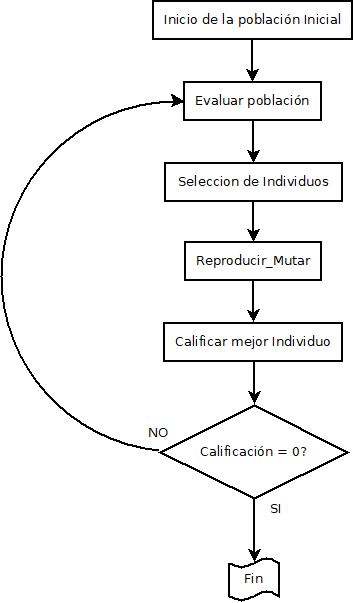 Inicio de la población Inicial
Evaluar población
Seleccion de Individuos
Reproducir_Mutar
Calificar mejor Individuo
Calificación = 0?
NO
SI
Fin